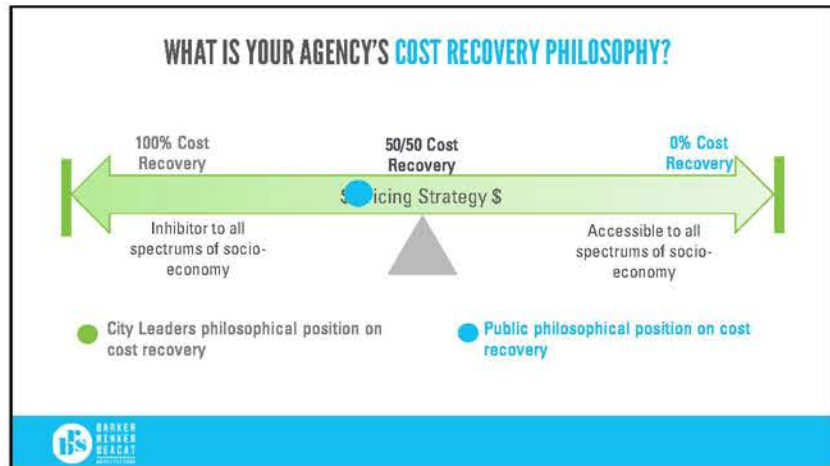 WHAT IS YOUR AGENCY'S COST RECOVERY PHILOSOPHY?
100% Cost
Recovery
50/50 Cost
Recovery
0% Cost
Recovery
$ icing Strategy $
Inhibitor to all
spectrums of socio-
economy
Accessible to all
spectrums of socio-
economy
City Leaders philosophical position on
cost recovery
Public philosophical position on cost
recovery
brs
BARKER
RINKER
SEACAT